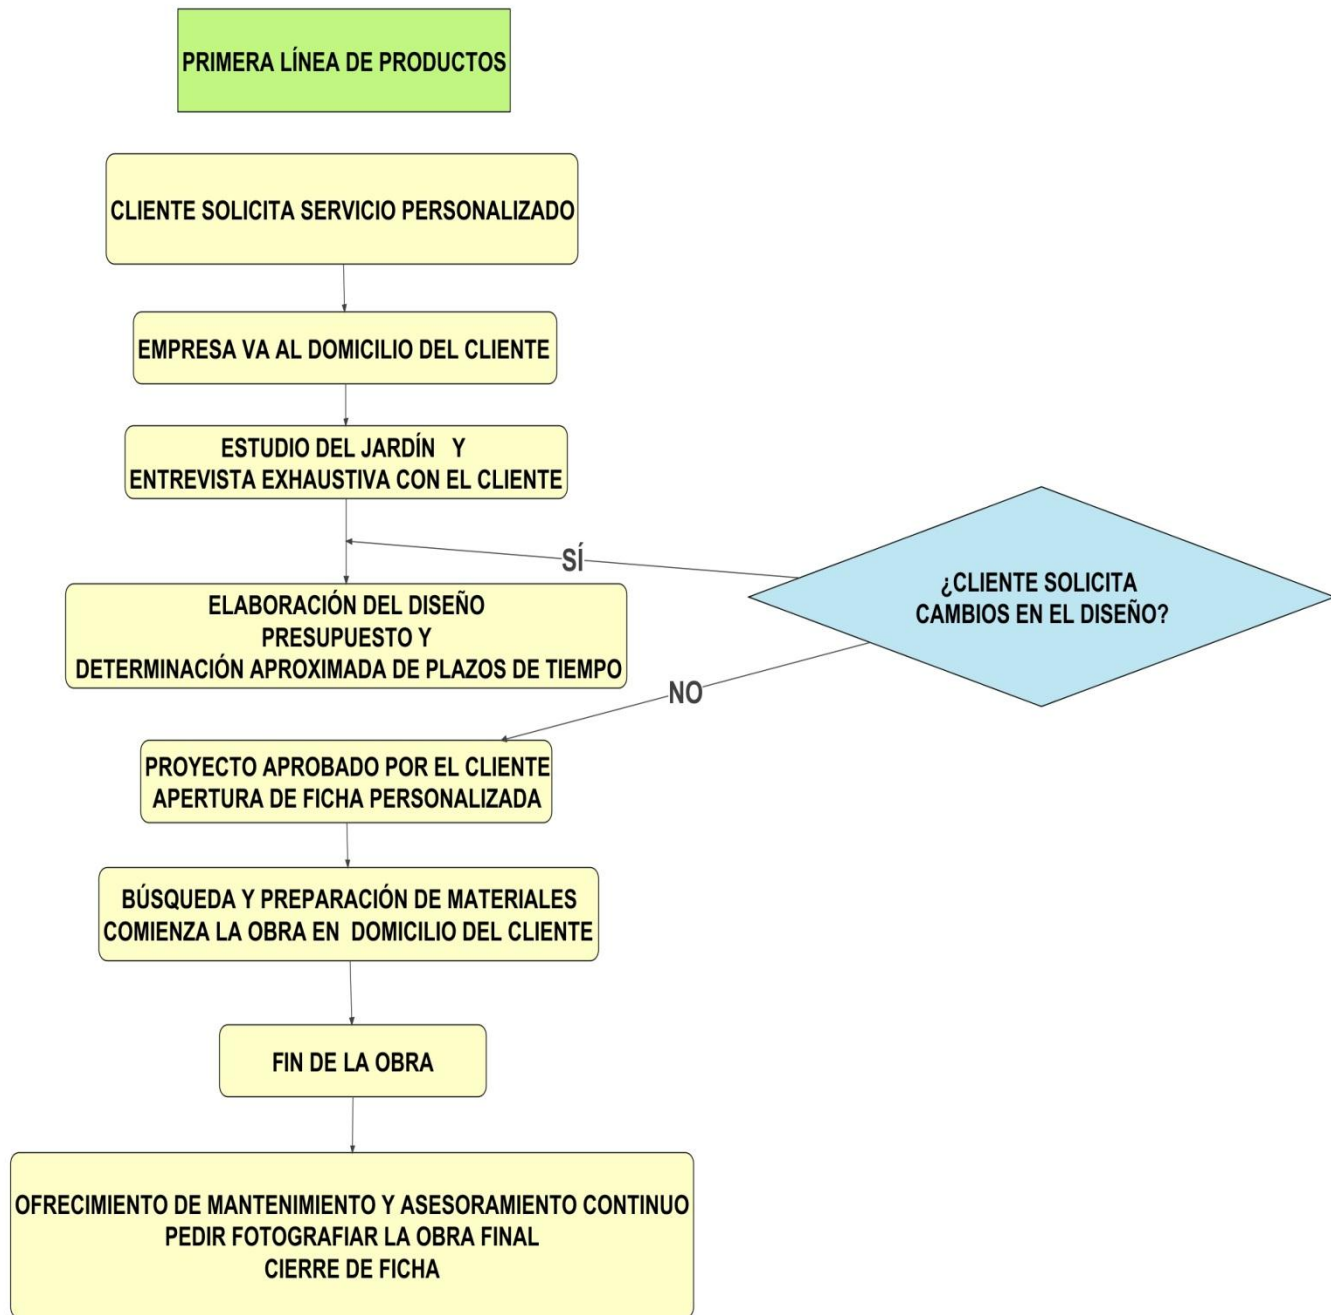 PRIMERA LÍNEA DE PRODUCTOS
CLIENTE SOLICITA SERVICIO PERSONALIZADO
EMPRESA VA AL DOMICILIO DEL CLIENTE
ESTUDIO DEL JARDÍN Y
ENTREVISTA EXHAUSTIVA CON EL CLIENTE
SÍ
¿CLIENTE SOLICITA
CAMBIOS EN EL DISEÑO?
ELABORACIÓN DEL DISEÑO
PRESUPUESTO Y
DETERMINACIÓN APROXIMADA DE PLAZOS DE TIEMPO
NO
PROYECTO APROBADO POR EL CLIENTE
APERTURA DE FICHA PERSONALIZADA
BÚSQUEDA Y PREPARACIÓN DE MATERIALES
COMIENZA LA OBRA EN DOMICILIO DEL CLIENTE
FIN DE LA OBRA
OFRECIMIENTO DE MANTENIMIENTO Y ASESORAMIENTO CONTINUO
PEDIR FOTOGRAFIAR LA OBRA FINAL
CIERRE DE FICHA